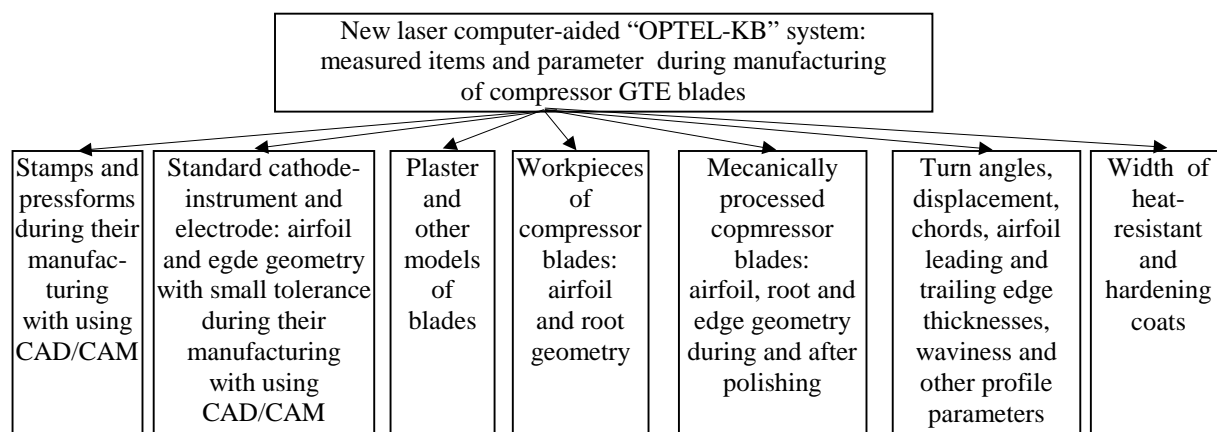 New laser computer-aided “OPTEL-KB” system:
measured items and parameter during manufacturing
of compressor GTE blades
Stamps and
pressforms
during their
manufac-
turing
with using
CAD/CAM
Standard cathode-
instrument and
electrode: airfoil
and egde geometry
with small tolerance
during their
manufacturing
with using
CAD/CAM
Plaster
and
other
models
of
blades
Workpieces
of
compressor
blades:
airfoil
and root
geometry
Mecanically
processed
copmressor
blades:
airfoil, root and
edge geometry
during and after
polishing
Turn angles,
displacement,
chords, airfoil
leading and
trailing edge
thicknesses,
waviness and
other profile
parameters
Width of
heat-
resistant
and
hardening
coats